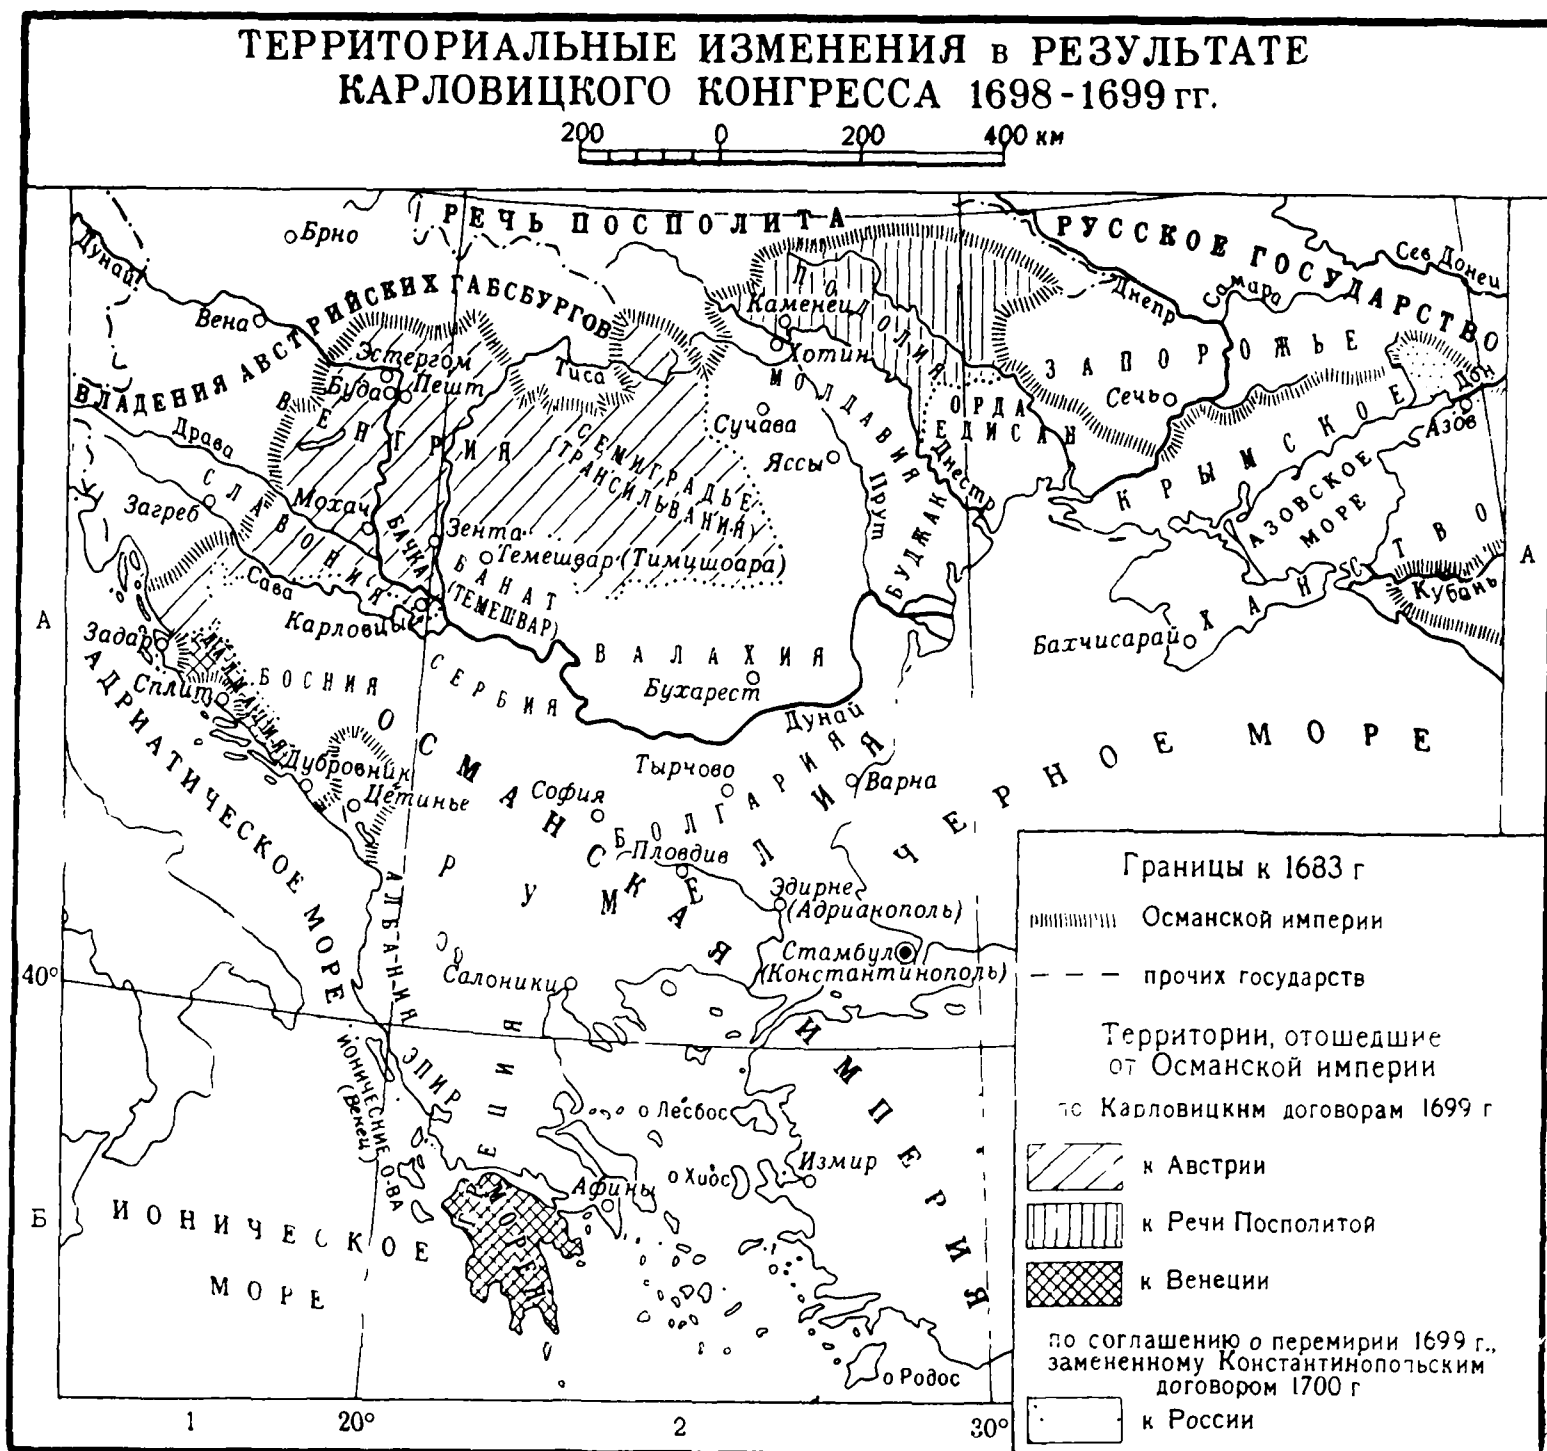 ТЕРРИТОРИАЛЬНЫЕ ИЗМЕНЕНИЯ в РЕЗУЛЬТАТЕ
КАРЛОВИЦКОГО КОНГРЕССА 1698-1699 гг.
200 0 200 400 км
РЕЧЬ ПОСПОЛИТА
РУССКОЕ ГОСУДАРСТВО
Брно
Дунай
Сев Донец
ВЛАДЕНИЯ АВСТРИЙСКИХ ГАБСБУРГОВ
Вена
Каменец
ПОДОЛИЯ
Днепр
Самара
Хотин
ЗАПОРОЖЬЕ
Эстергом
Буда
Пешт
Тиса
МОЛДАВИЯ
Сечь
Дон
Азов
ВЕНГРИЯ
Драва
СЕМИГРАДЬЕ
(ТРАНСИЛЬВАНИЯ)
Сучава
ОРДА
ЕДИСАН
Яссы
Днестр
Прут
КРЫМСКОЕ
ХАНСТВО
АЗОВСКОЕ
МОРЕ
СЛАВОНИЯ
Загреб
Мохач
БАЧКА
Зента
Темешвар (Тимцшоара)
БАНАТ
(ТЕМЕШВАР)
БУДЖАК
А
А
Сава
Карловцы
Кубань
Бахчисарай
Задар
ДАЛМАЦИЯ
Сплит
БОСНИЯ
СЕРБИЯ
ВАЛАХИЯ
Бухарест
Дунай
АДРИАТИЧЕСКОЕ МОРЕ
ОСМАНСКАЯ
ИМПЕРИЯ
ЧЕРНОЕ МОРЕ
Дубровник
Цетинье
Тырчово
Варна
София
БОЛГАРИЯ
РУМЕЛИЯ
Пловдив
Эдирне
(Адрианополь)
Стамбул
(Константинополь)
АЛБАНИЯ
Салоники
40°
ЭПИР
ИОНИЧЕСКИЕ О-ВА
(Венец)
ГРЕЦИЯ
о Лесбос
о Хиос
Измир
Афины
МОРЕЯ
Б
ИОНИЧЕСКОЕ
МОРЕ
о Родос
1 20° 2 30°
Границы к 1683 г
Османской империи
прочих государств
Территории, отошедшие
от Османской империи
по Карловицким договорам 1699 г
к Австрии
к Речи Посполитой
к Венеции
по соглашению о перемирии 1699 г.,
замененному Константинопольским
договором 1700 г
к России